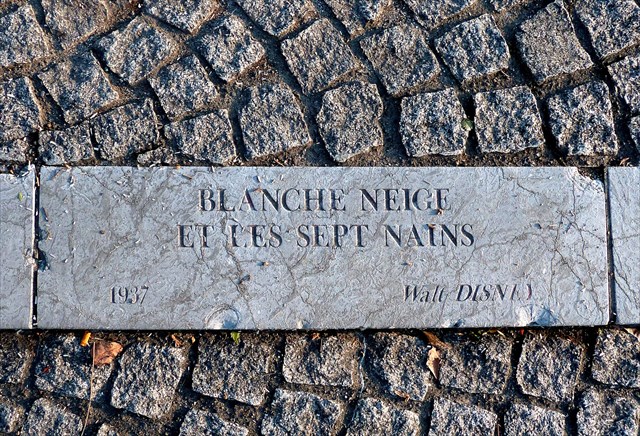 BLANCHE NEIGE
ET LES SEPT NAINS
1937 Walt DISNEY